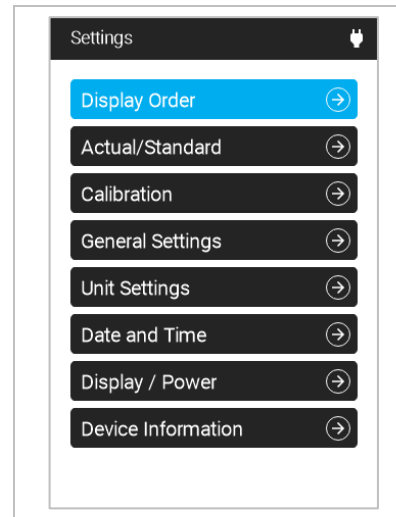 Settings
Display Order
Actual/Standard
Calibration
General Settings
Unit Settings
Date and Time
Display / Power
Device Information